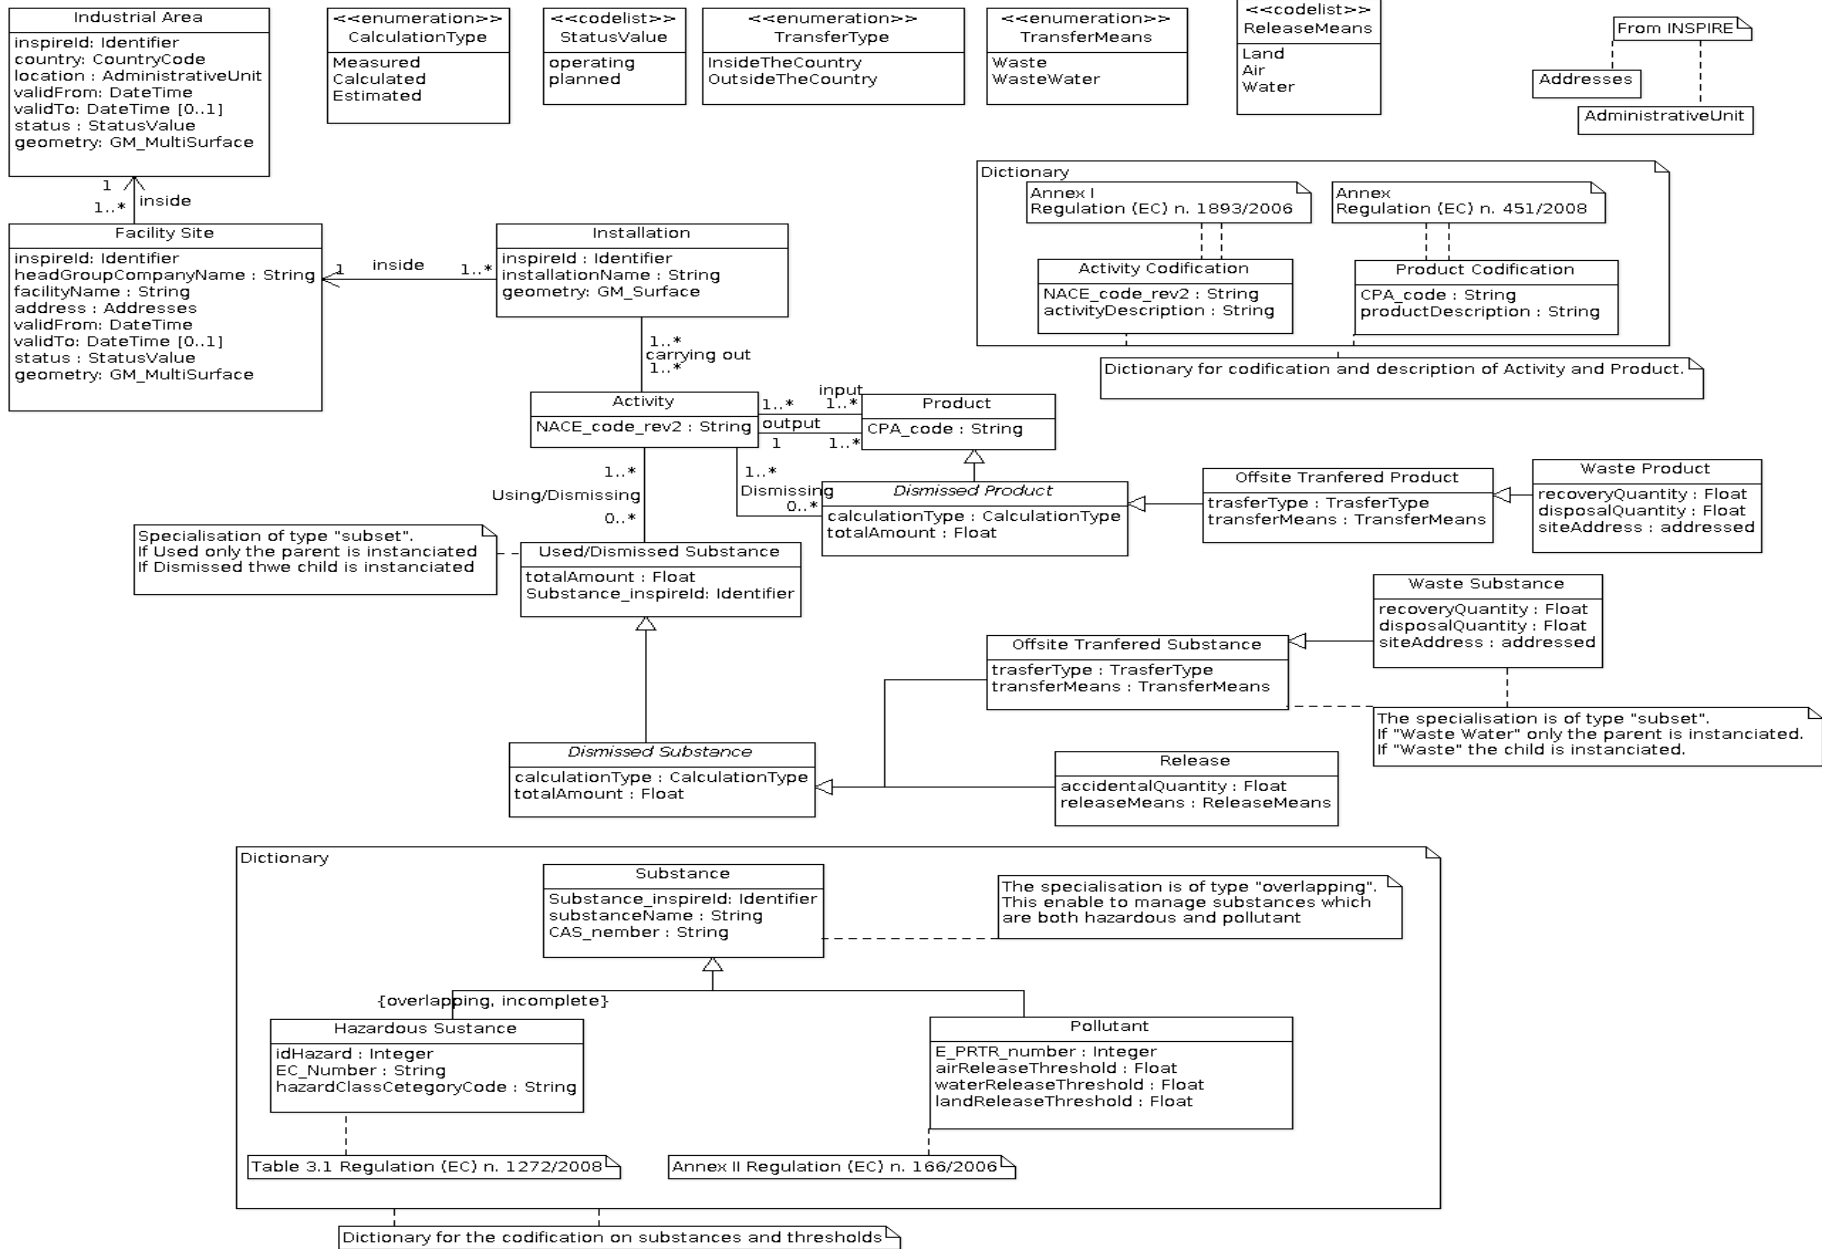 Industrial Area
inspireId: Identifier
country: CountryCode
location : AdministrativeUnit
validFrom: DateTime
validTo: DateTime [0..1]
status : StatusValue
geometry: GM_MultiSurface
<<enumeration>>
CalculationType
Measured
Calculated
Estimated
<<codelist>>
StatusValue
operating
planned
<<enumeration>>
TransferType
InsideTheCountry
OutsideTheCountry
<<enumeration>>
TransferMeans
Waste
WasteWater
<<codelist>>
ReleaseMeans
Land
Air
Water
From INSPIRE
Addresses
AdministrativeUnit
1
1..*
inside
Facility Site
inspireId: Identifier
headGroupCompanyName : String
facilityName : String
address : Addresses
validFrom: DateTime
validTo: DateTime [0..1]
status : StatusValue
geometry: GM_MultiSurface
1
inside
1..*
Installation
inspireId : Identifier
installationName : String
geometry: GM_Surface
Dictionary
Annex I
Regulation (EC) n. 1893/2006
Annex
Regulation (EC) n. 451/2008
Activity Codification
NACE_code_rev2 : String
activityDescription : String
Product Codification
CPA_code : String
productDescription : String
Dictionary for codification and description of Activity and Product.
1..*
carrying out
1..*
Activity
NACE_code_rev2 : String
input
1..*
1..*
output
1
1..*
Product
CPA_code : String
1..*
Using/Dismissing
0..*
1..*
Dismissing
0..*
Dismissed Product
calculationType : CalculationType
totalAmount : Float
Offsite Tranfered Product
trasferType : TrasferType
transferMeans : TransferMeans
Waste Product
recoveryQuantity : Float
disposalQuantity : Float
siteAddress : addressed
Specialisation of type "subset".
If Used only the parent is instanciated
If Dismissed thwe child is instanciated
Used/Dismissed Substance
totalAmount : Float
Substance_inspireId: Identifier
Waste Substance
recoveryQuantity : Float
disposalQuantity : Float
siteAddress : addressed
Offsite Tranfered Substance
trasferType : TrasferType
transferMeans : TransferMeans
The specialisation is of type "subset".
If "Waste Water" only the parent is instanciated.
If "Waste" the child is instanciated.
Dismissed Substance
calculationType : CalculationType
totalAmount : Float
Release
accidentalQuantity : Float
releaseMeans : ReleaseMeans
Dictionary
Substance
Substance_inspireId: Identifier
substanceName : String
CAS_nember : String
The specialisation is of type "overlapping".
This enable to manage substances which
are both hazardous and pollutant
{overlapping, incomplete}
Hazardous Sustance
idHazard : Integer
EC_Number : String
hazardClassCetegoryCode : String
Pollutant
E_PRTR_number : Integer
airReleaseThreshold : Float
waterReleaseThreshold : Float
landReleaseThreshold : Float
Table 3.1 Regulation (EC) n. 1272/2008
Annex II Regulation (EC) n. 166/2006
Dictionary for the codification on substances and thresholds